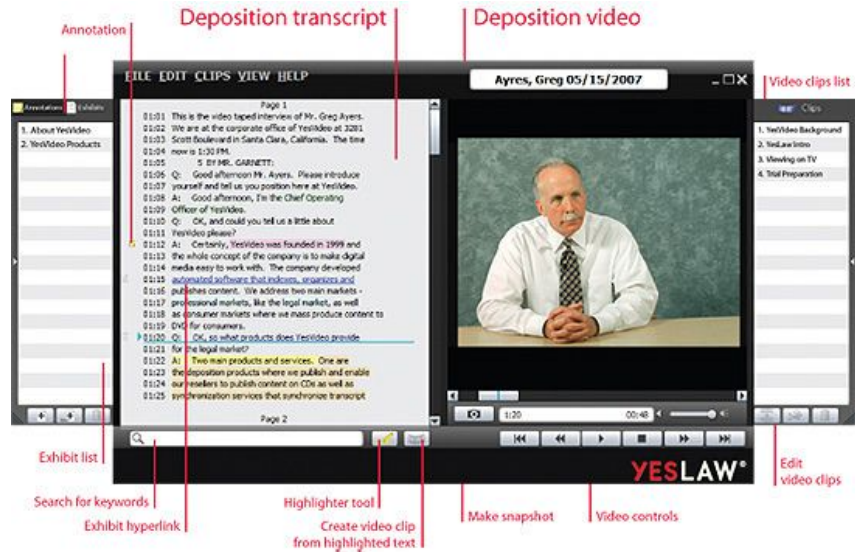 Deposition transcript
Deposition video
Annotation
Video clips list
FILE EDIT CLIPS VIEW HELP
Ayres, Greg 05/15/2007
Annotations
Exhibits
Clips
1. About YesVideo
2. YesVideo Products
Page 1
01:01 This is the video taped interview of Mr. Greg Ayers.
01:02 We are at the corporate office of YesVideo at 3281
01:03 Scott Boulevard in Santa Clara, California. The time
01:04 now is 1:30 PM.
01:05 5 BY MR. GARNETT:
01:06 Q: Good afternoon Mr. Ayers. Please introduce
01:07 yourself and tell us you position here at YesVideo.
01:08 A: Good afternoon, I'm the Chief Operating
01:09 Officer of YesVideo.
01:10 Q: OK, and could you tell us a little about
01:11 YesVideo please?
01:12 A: Certainly, YesVideo was founded in 1999 and
01:13 the whole concept of the company is to make digital
01:14 media easy to work with. The company developed
01:15 automated software that indexes, organizes and
01:16 publishes content. We address two main markets -
01:17 professional markets, like the legal market, as well
01:18 as consumer markets where we mass produce content to
01:19 DVD for consumers.
01:20 Q: OK, so what products does YesVideo provide
01:21 for the legal market?
01:22 A: Two main products and services. One are
01:23 the deposition products where we publish and enable
01:24 our resellers to publish content on CDs as well as
01:25 synchronization services that synchronize transcript
Page 2
1. YesVideo Background
2. YesLaw Intro
3. Viewing on TV
4. Trial Preparation
1:20
00:48
YESLAW®
Exhibit list
Search for keywords
Exhibit hyperlink
Highlighter tool
Create video clip
from highlighted text
Make snapshot
Video controls
Edit
video clips